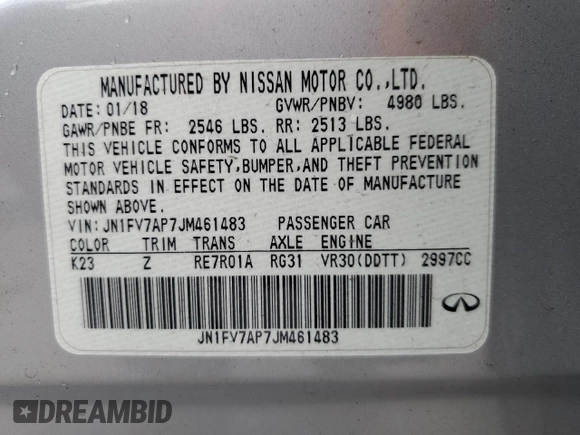 MANUFACTURED BY NISSAN MOTOR CO.,LTD.
DATE: 01/18 GVWR/PNBV: 4980 LBS.
GAWR/PNBE FR: 2546 LBS. RR: 2513 LBS.
THIS VEHICLE CONFORMS TO ALL APPLICABLE FEDERAL
MOTOR VEHICLE SAFETY,BUMPER,AND THEFT PREVENTION
STANDARDS IN EFFECT ON THE DATE OF MANUFACTURE
SHOWN ABOVE.
VIN: JN1FV7AP7JM461483 PASSENGER CAR
COLOR TRIM TRANS AXLE ENGINE
K23 Z RE7R01A RG31 VR30(DDTT) 2997CC
JN1FV7AP7JM461483
DREAMBID